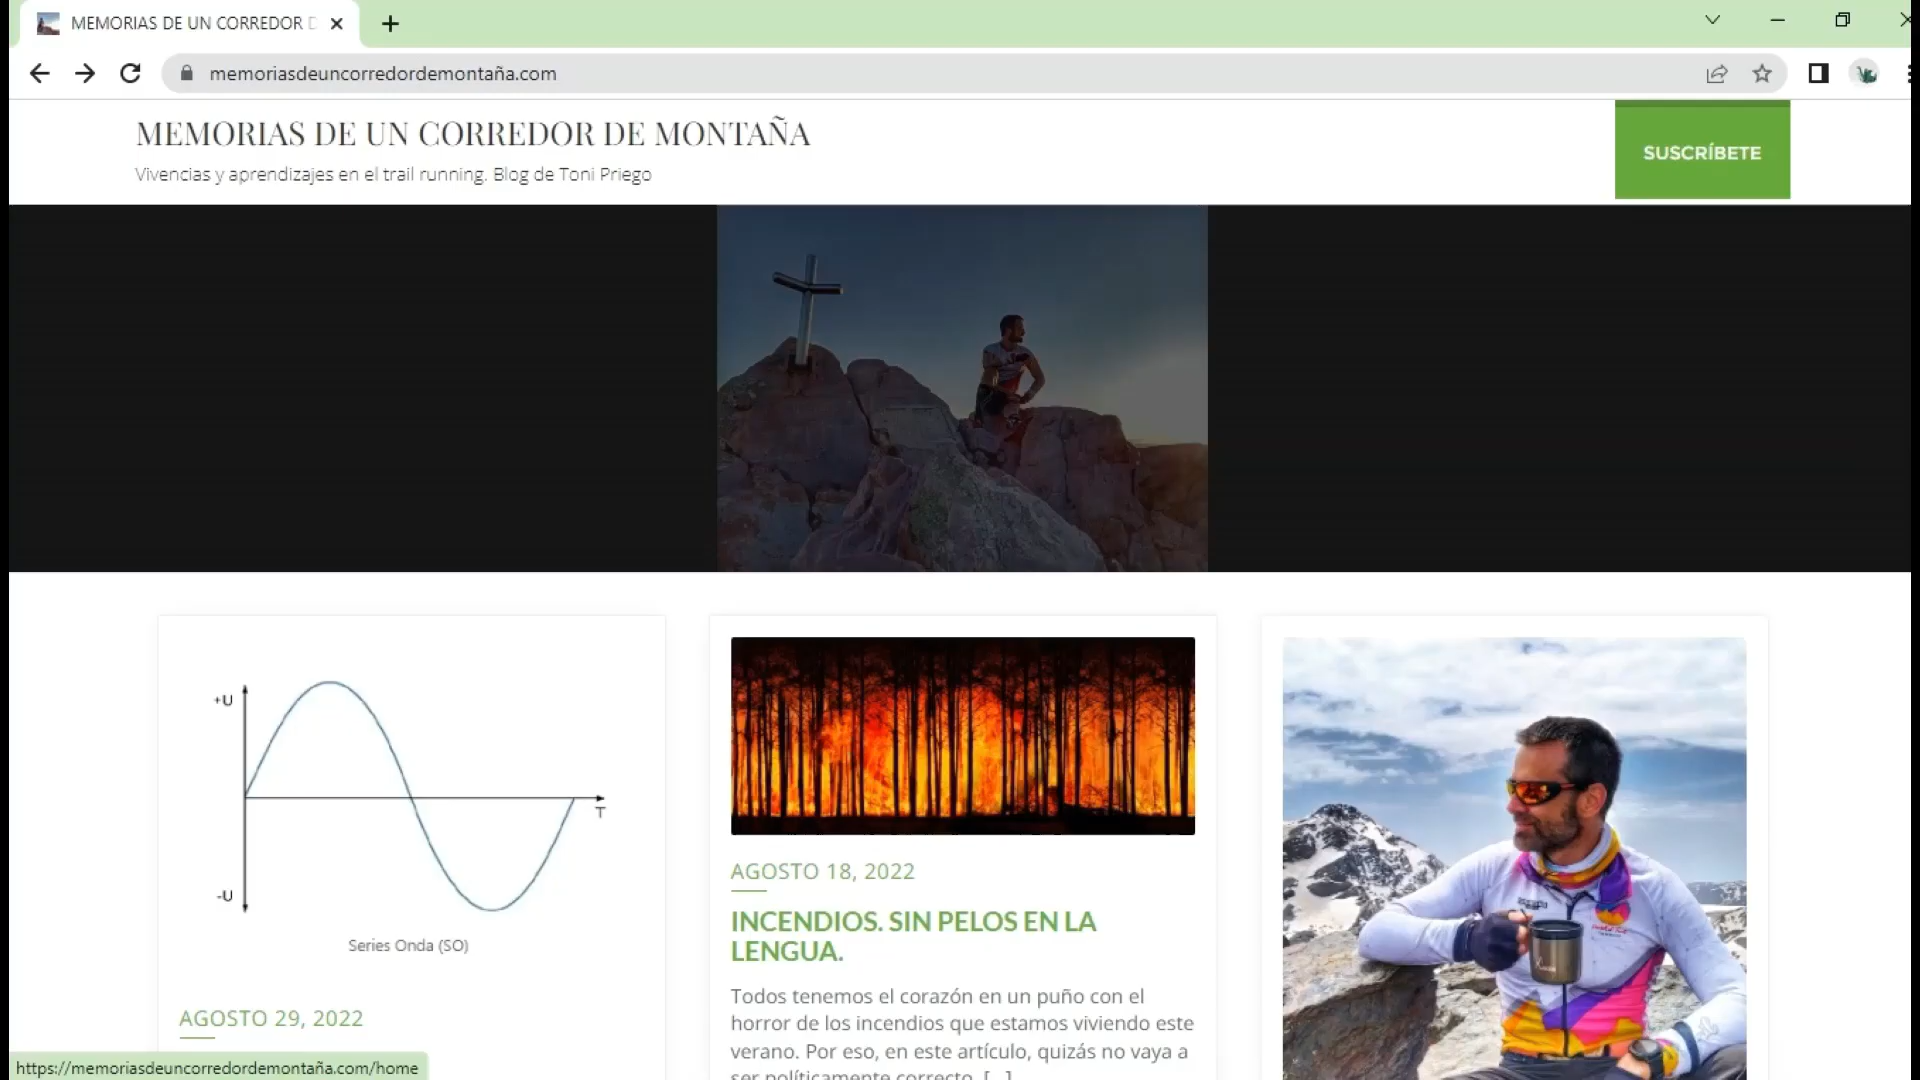 MEMORIAS DE UN CORREDOR D
memoriasdeuncorredordemontaña.com
MEMORIAS DE UN CORREDOR DE MONTAÑA
Vivencias y aprendizajes en el trail running. Blog de Toni Priego
SUSCRÍBETE
+U
T
-U
Series Onda (SO)
AGOSTO 29, 2022
AGOSTO 18, 2022
INCENDIOS. SIN PELOS EN LA
LENGUA.
Todos tenemos el corazón en un puño con el
horror de los incendios que estamos viviendo este
verano. Por eso, en este artículo, quizás no vaya a
ser políticamente correcto. [...]
https://memoriasdeuncorredordemontaña.com/home